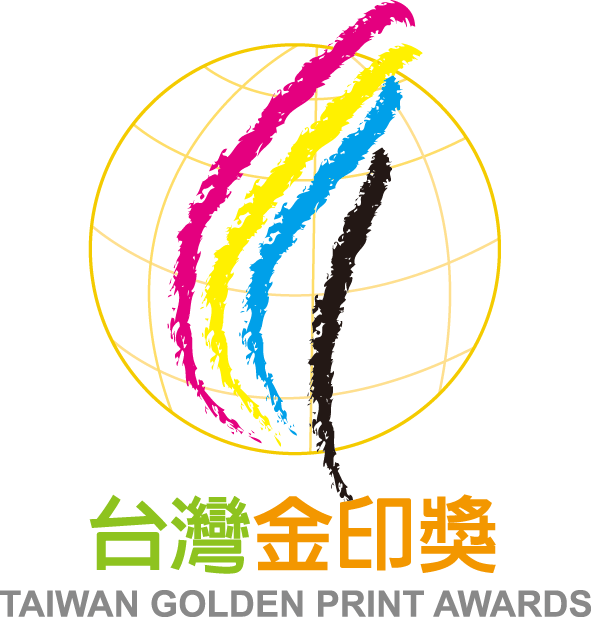 台灣金印獎
TAIWAN GOLDEN PRINT AWARDS